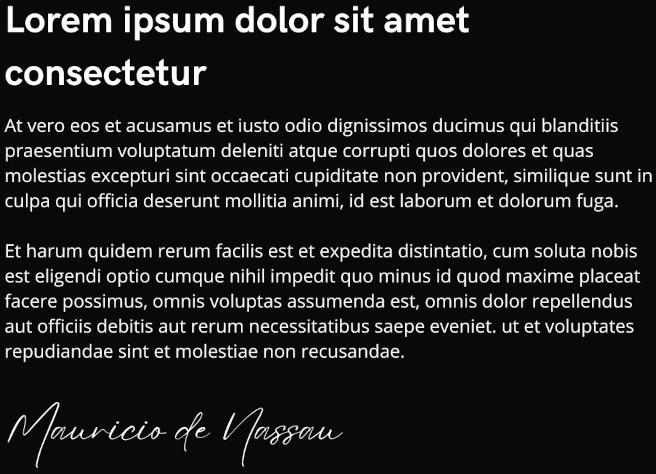 Lorem ipsum dolor sit amet
consectetur
At vero eos et acusamus et iusto odio dignissimos ducimus qui blanditiis
praesentium voluptatum deleniti atque corrupti quos dolores et quas
molestias excepturi sint occaecati cupiditate non provident, similique sunt in
culpa qui officia deserunt mollitia animi, id est laborum et dolorum fuga.
Et harum quidem rerum facilis est et expedita distintatio, cum soluta nobis
est eligendi optio cumque nihil impedit quo minus id quod maxime placeat
facere possimus, omnis voluptas assumenda est, omnis dolor repellendus
aut officiis debitis aut rerum necessitatibus saepe eveniet. ut et voluptates
repudiandae sint et molestiae non recusandae.
Mauricio de Nassau